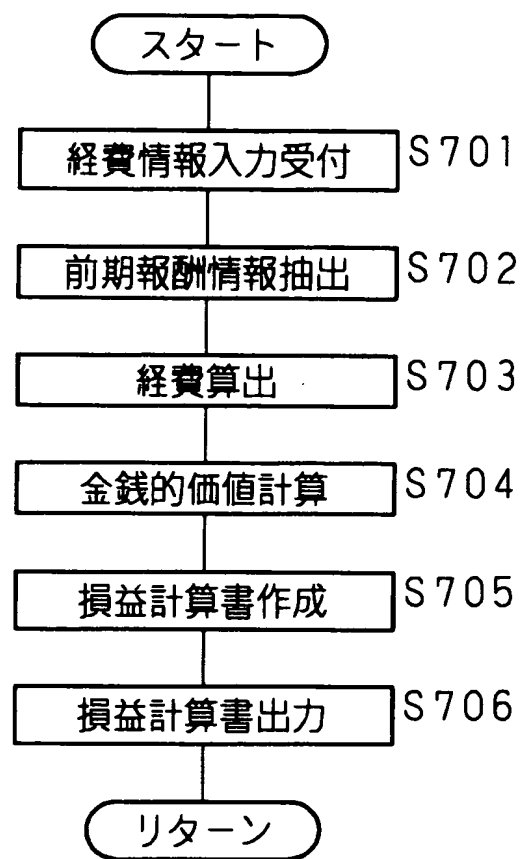 スタート
経費情報入力受付 S701
前期報酬情報抽出 S702
経費算出 S703
金銭的価値計算 S704
損益計算書作成 S705
損益計算書出力 S706
リターン